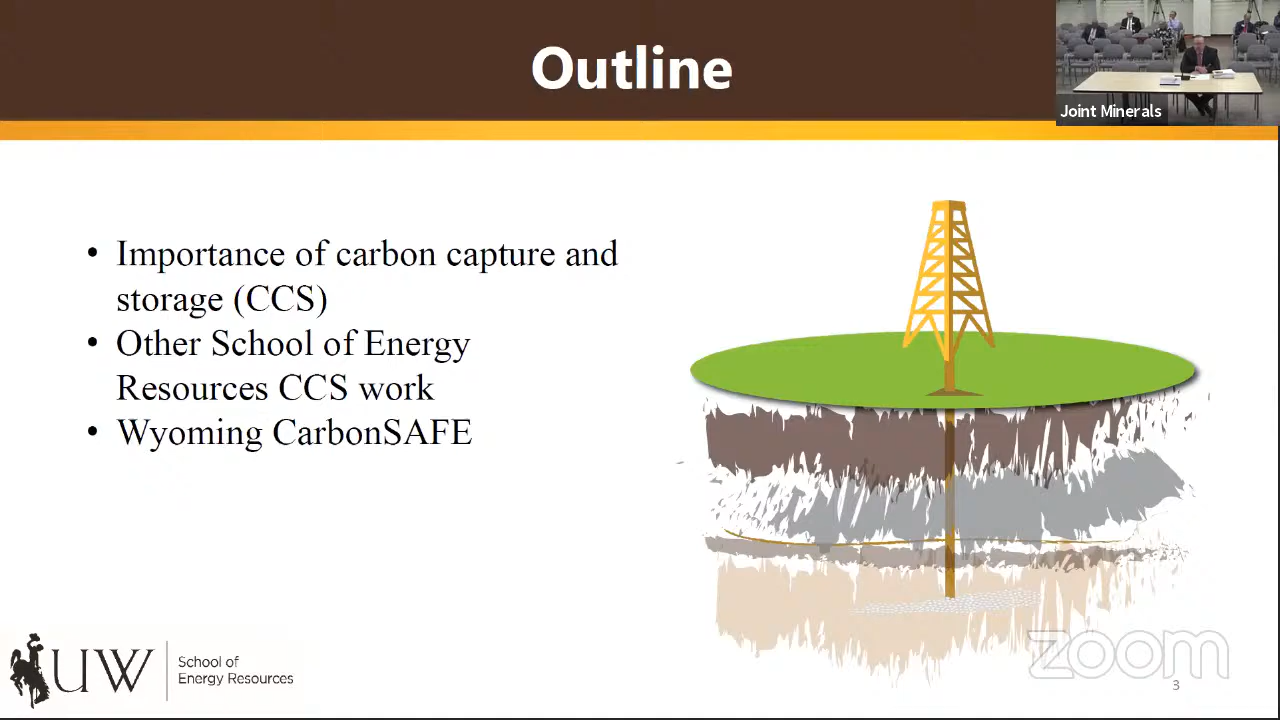 Outline
Joint Minerals
• Importance of carbon capture and
storage (CCS)
• Other School of Energy
Resources CCS work
• Wyoming CarbonSAFE
UW
School of
Energy Resources
zoom
3